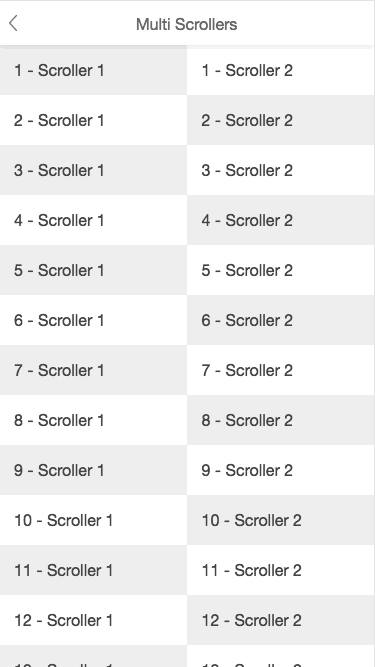 Multi Scrollers
1 - Scroller 1
1 - Scroller 2
2 - Scroller 1
2 - Scroller 2
3 - Scroller 1
3 - Scroller 2
4 - Scroller 1
4 - Scroller 2
5 - Scroller 1
5 - Scroller 2
6 - Scroller 1
6 - Scroller 2
7 - Scroller 1
7 - Scroller 2
8 - Scroller 1
8 - Scroller 2
9 - Scroller 1
9 - Scroller 2
10 - Scroller 1
10 - Scroller 2
11 - Scroller 1
11 - Scroller 2
12 - Scroller 1
12 - Scroller 2